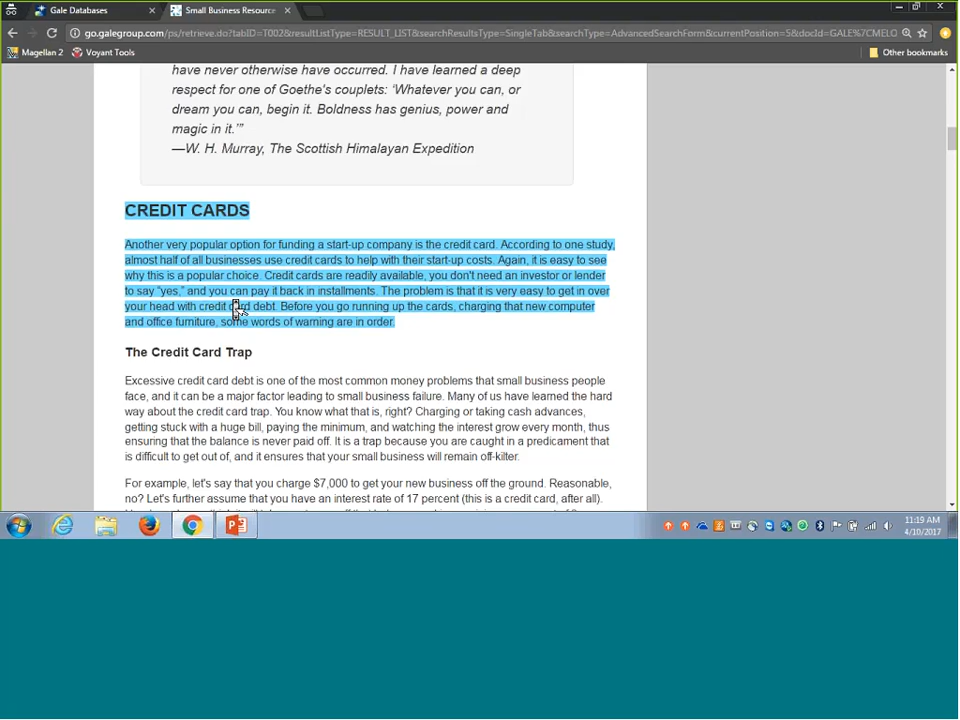 Gale Databases
Small Business Resource
go.galegroup.com/ps/retrieve.do?tabID=T002&resultListType=RESULT_LIST&searchResultsType=SingleTab&searchType=AdvancedSearchForm&currentPosition=5&docId=GALE%7CMELO
Magellan 2
Voyant Tools
Other bookmarks
have never otherwise have occurred. I have learned a deep
respect for one of Goethe's couplets: ‘Whatever you can, or
dream you can, begin it. Boldness has genius, power and
magic in it.’”
—W. H. Murray, The Scottish Himalayan Expedition
CREDIT CARDS
Another very popular option for funding a start-up company is the credit card. According to one study,
almost half of all businesses use credit cards to help with their start-up costs. Again, it is easy to see
why this is a popular choice. Credit cards are readily available, you don't need an investor or lender
to say “yes,” and you can pay it back in installments. The problem is that it is very easy to get in over
your head with credit card debt. Before you go running up the cards, charging that new computer
and office furniture, some words of warning are in order.
The Credit Card Trap
Excessive credit card debt is one of the most common money problems that small business people
face, and it can be a major factor leading to small business failure. Many of us have learned the hard
way about the credit card trap. You know what that is, right? Charging or taking cash advances,
getting stuck with a huge bill, paying the minimum, and watching the interest grow every month, thus
ensuring that the balance is never paid off. It is a trap because you are caught in a predicament that
is difficult to get out of, and it ensures that your small business will remain off-kilter.
For example, let's say that you charge $7,000 to get your new business off the ground. Reasonable,
no? Let's further assume that you have an interest rate of 17 percent (this is a credit card, after all).
11:19 AM
4/10/2017